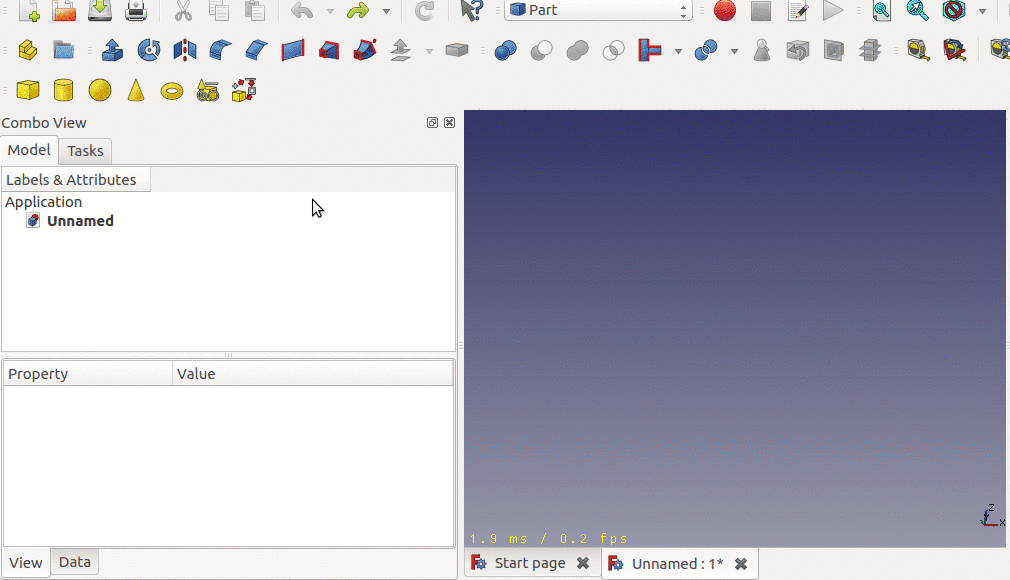 Part
Combo View
Model Tasks
Labels & Attributes
Application
Unnamed
Property Value
z
x
1.9 ms / 0.2 fps
View Data
Start page Unnamed : 1*